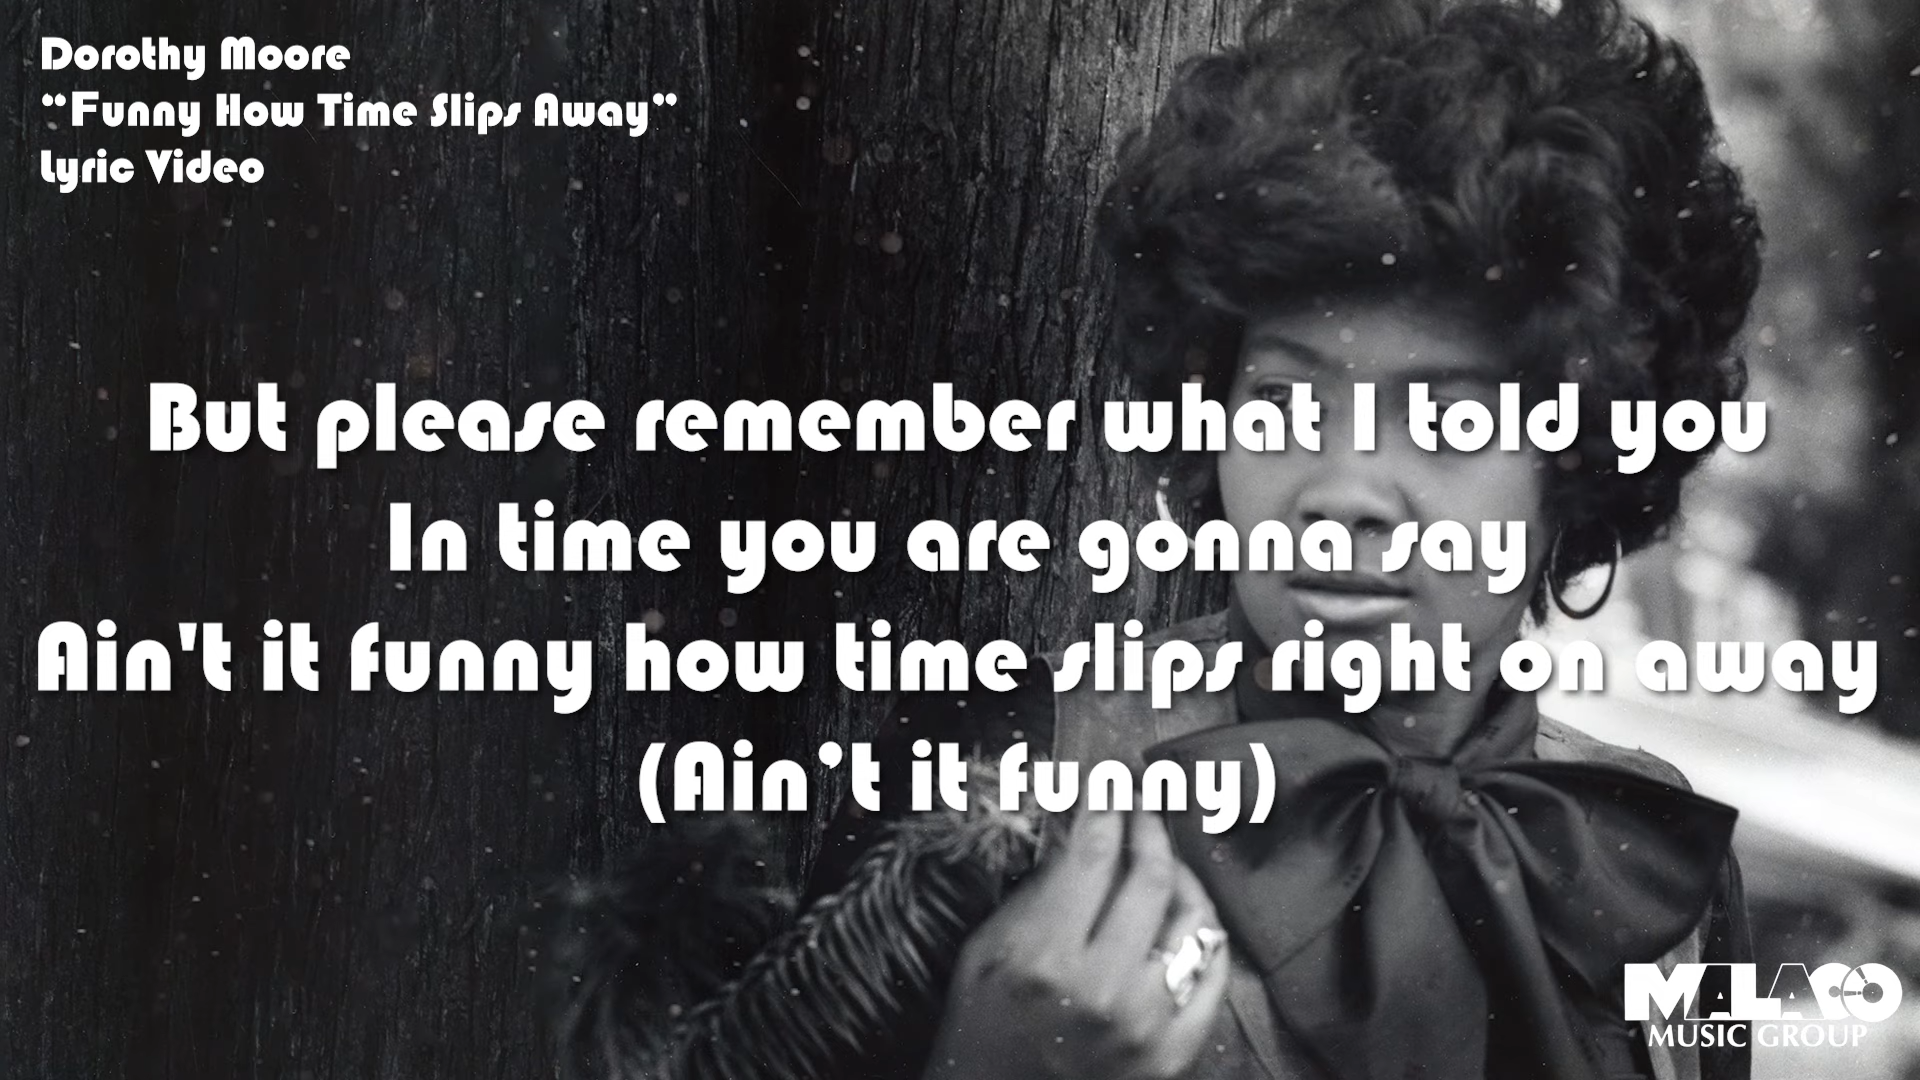 Dorothy Moore
“Funny How Time Slips Away”
Lyric Video
But please remember what I told you
In time you are gonna say
Ain't it funny how time slips right on away
(Ain’t it funny)
MALACO
MUSIC GROUP